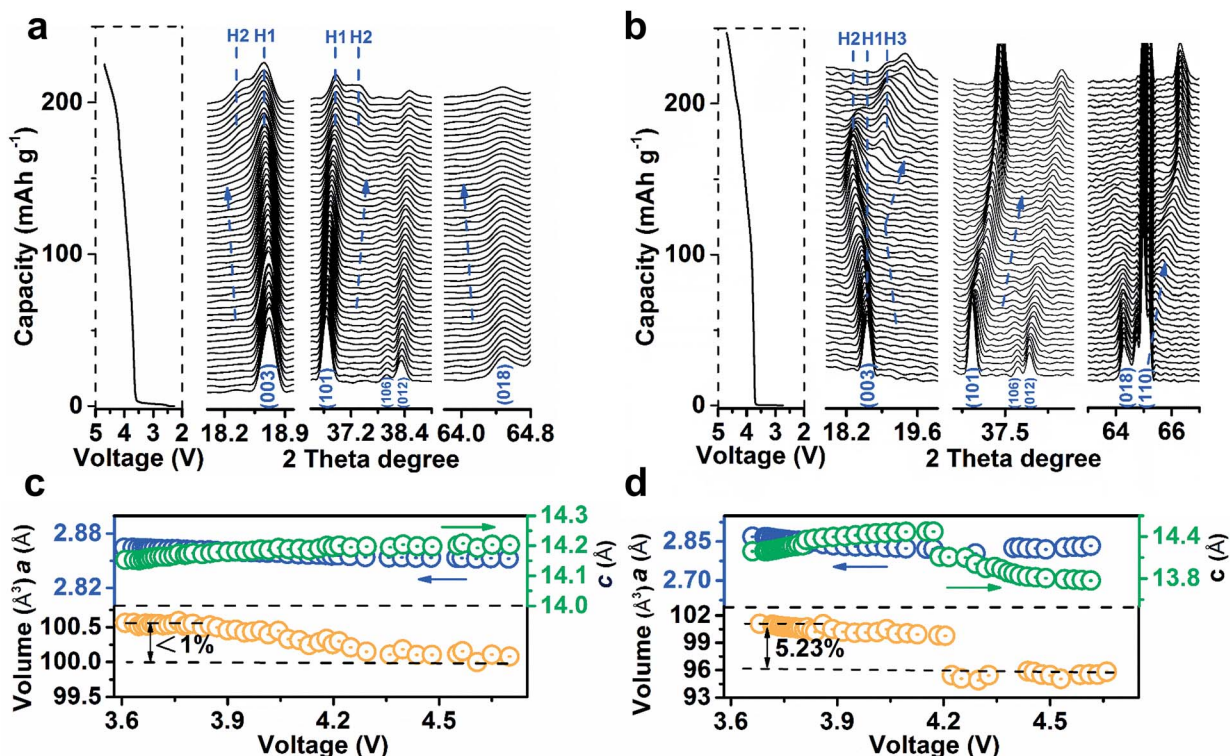 a
H2 H1 H1 H2
200
100
0
Capacity (mAh g⁻¹)
(003) (101) (106) (012) (018)
5 4 3 2 18.2 18.9 37.2 38.4 64.0 64.8
Voltage (V) 2 Theta degree
b
H2 H1 H3
200
100
0
Capacity (mAh g⁻¹)
(003) (101) (106) (012) (018) (110)
5 4 3 2 18.2 19.6 37.5 64 66
Voltage (V) 2 Theta degree
c
2.88
2.82
a (Å)
14.3
14.2
14.1
14.0
c (Å)
100.5
100.0
99.5
Volume (Å³)
<1%
3.6 3.9 4.2 4.5
Voltage (V)
d
2.85
2.70
a (Å)
14.4
13.8
c (Å)
102
99
96
93
Volume (Å³)
5.23%
3.6 3.9 4.2 4.5
Voltage (V)